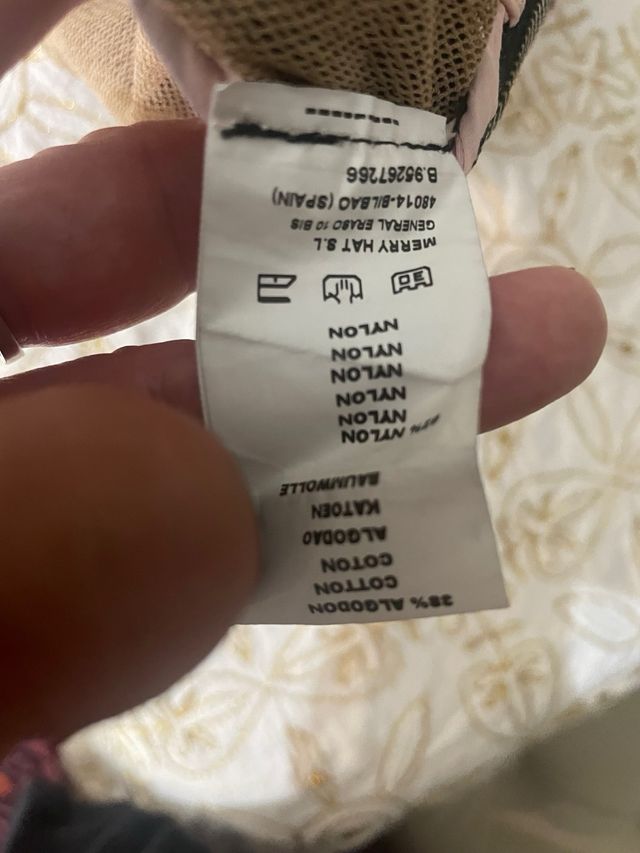 38% ALGODON
COTTON
COTON
ALGODAO
KATOEN
BAUMWOLLE
NYLON
NYLON
NYLON
NYLON
NYLON
NYLON
MERRY HAT S.L
GENERAL ERASO 10 BIS
48014-BILBAO (SPAIN)
B.95267266